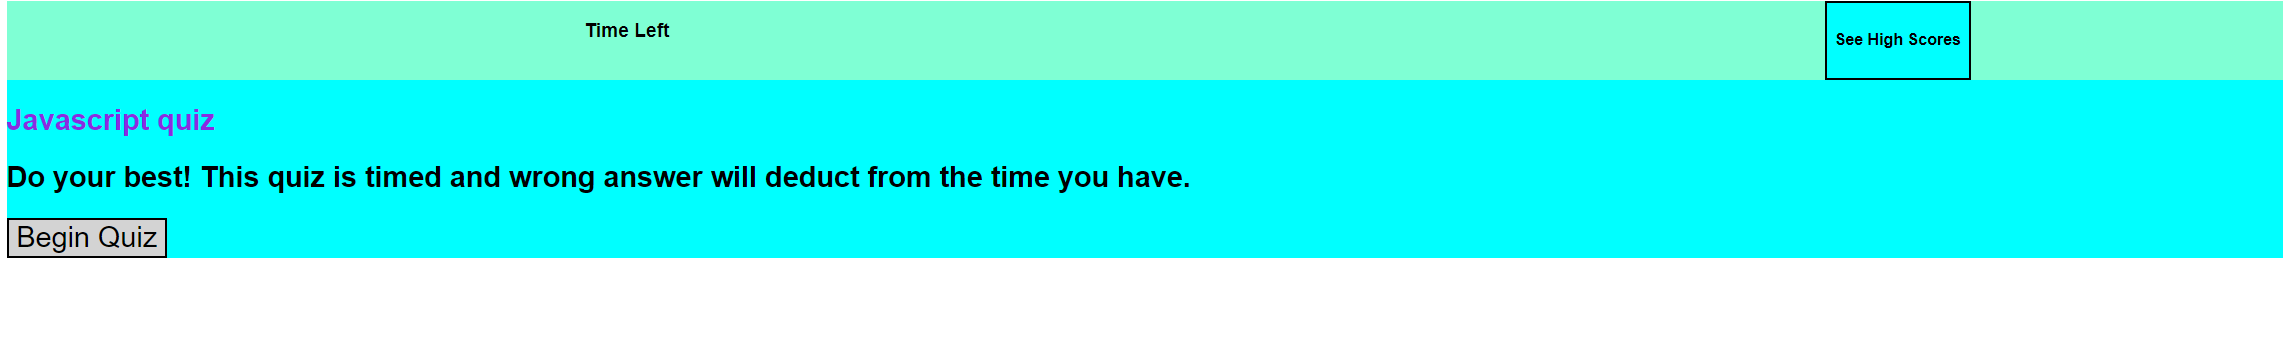 Time Left
See High Scores
Javascript quiz
Do your best! This quiz is timed and wrong answer will deduct from the time you have.
Begin Quiz